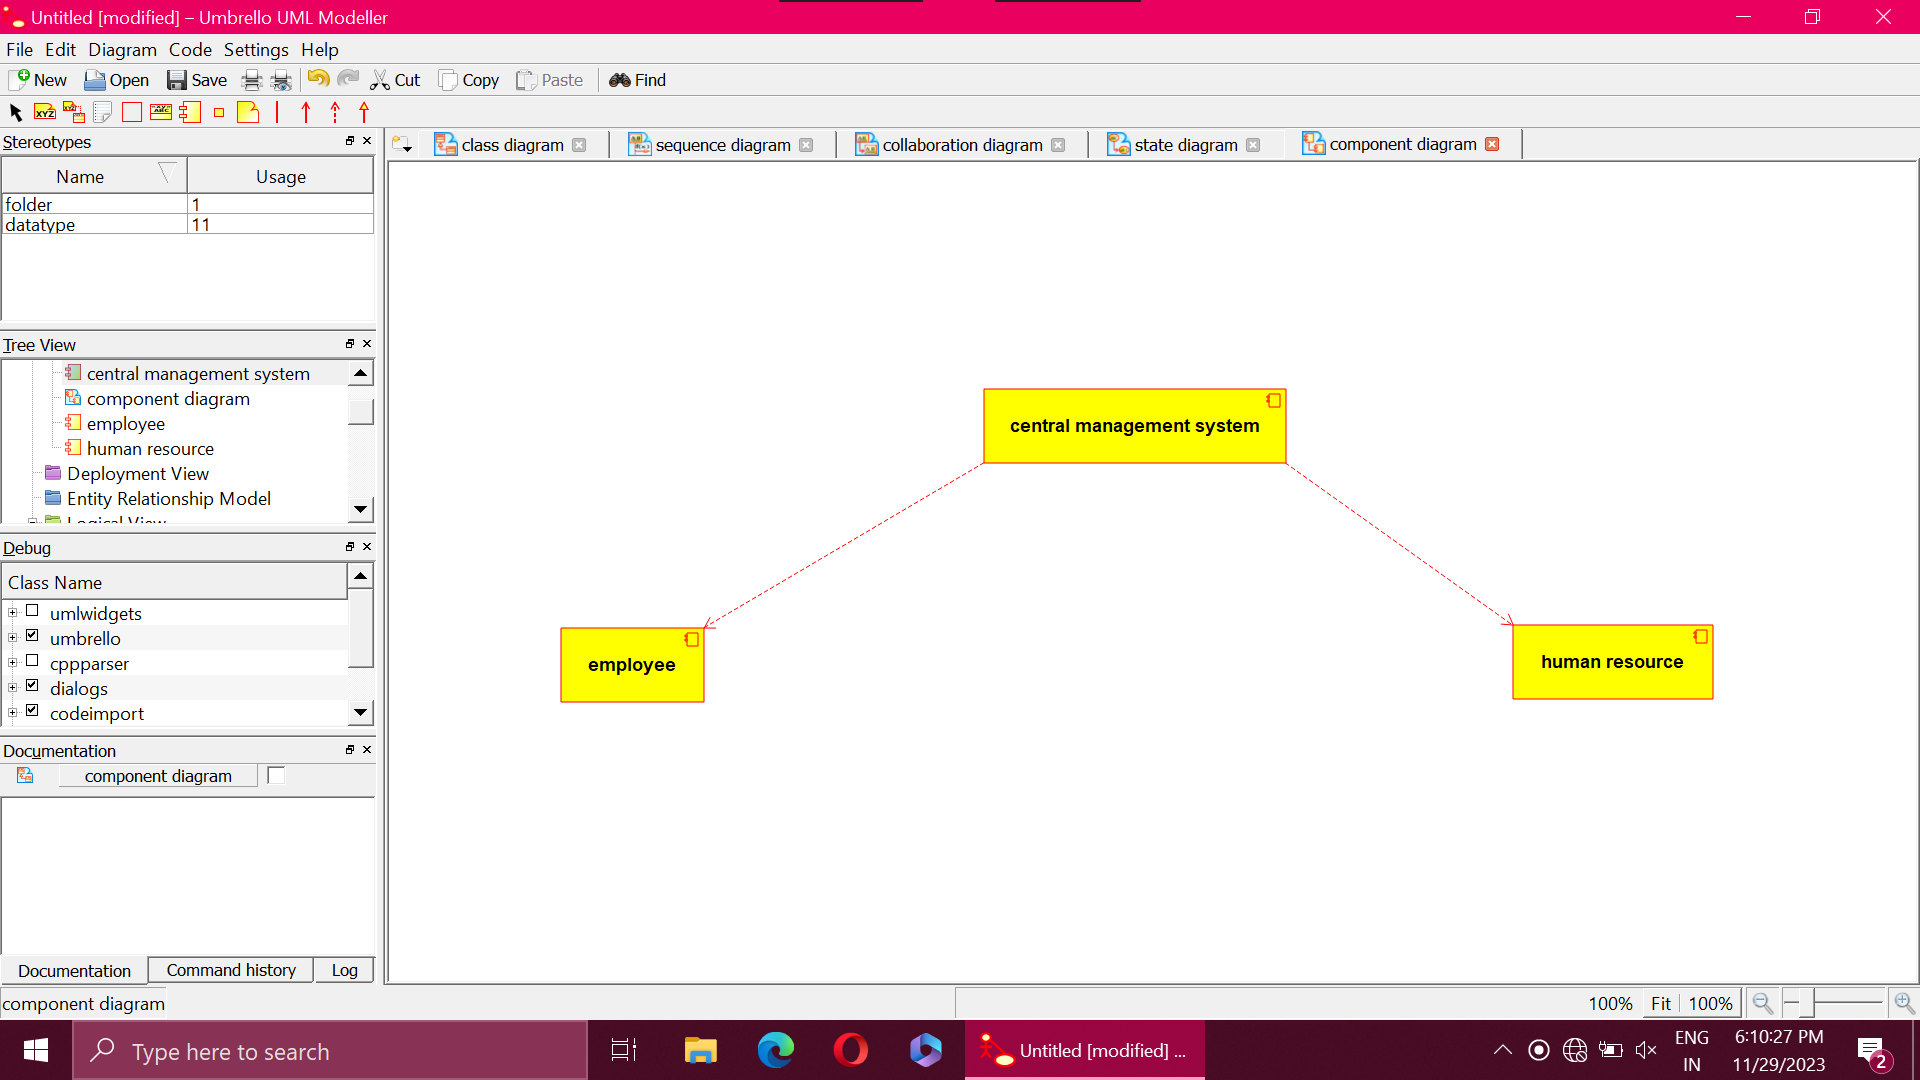 Untitled [modified] – Umbrello UML Modeller
File Edit Diagram Code Settings Help
New Open Save Cut Copy Paste Find
XYZ
Stereotypes
class diagram sequence diagram collaboration diagram state diagram component diagram
Name Usage
folder 1
datatype 11
Tree View
central management system
component diagram
employee
human resource
Deployment View
Entity Relationship Model
Logical View
central management system
employee
human resource
Debug
Class Name
umlwidgets
umbrello
cppparser
dialogs
codeimport
Documentation
component diagram
Documentation Command history Log
component diagram
100% Fit 100%
Type here to search
Untitled [modified] ...
ENG
IN
6:10:27 PM
11/29/2023
2